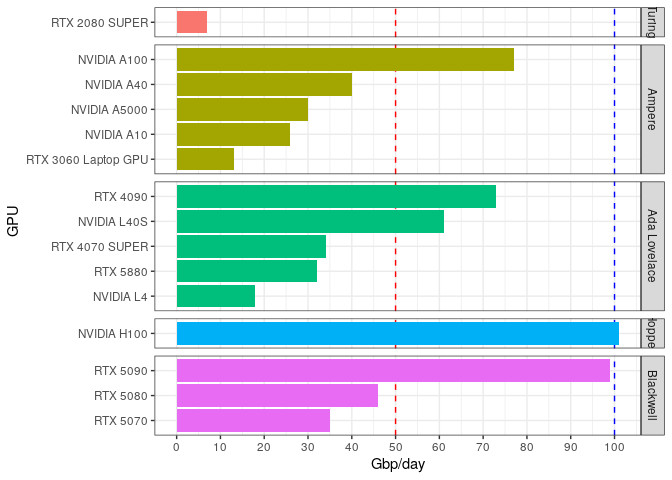 RTX 2080 SUPER
NVIDIA A100
NVIDIA A40
NVIDIA A5000
NVIDIA A10
RTX 3060 Laptop GPU
Ampere
RTX 4090
NVIDIA L40S
RTX 4070 SUPER
RTX 5880
NVIDIA L4
Ada Lovelace
NVIDIA H100
RTX 5090
RTX 5080
RTX 5070
Blackwell
GPU
0 10 20 30 40 50 60 70 80 90 100
Gbp/day